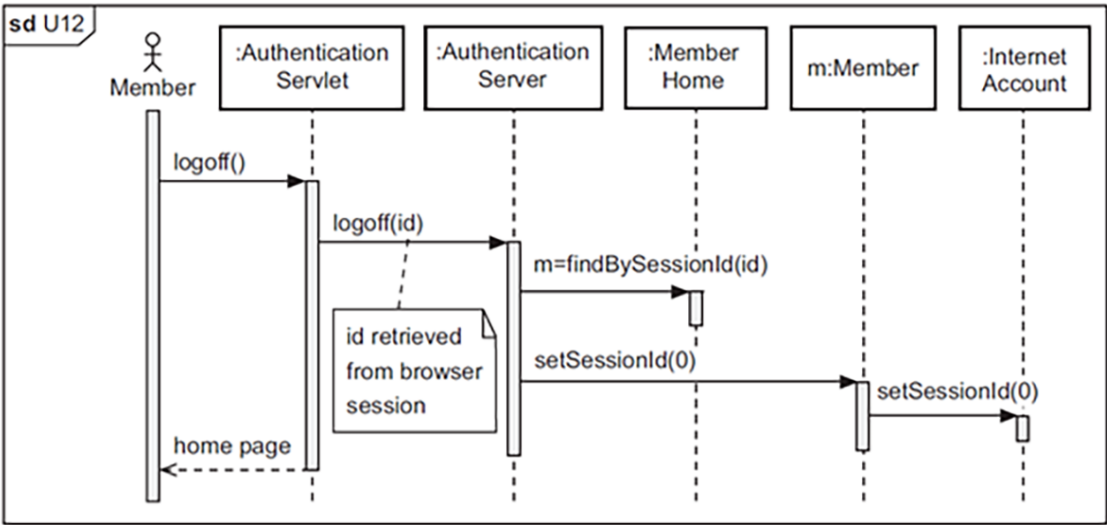 sd U12
Member
:Authentication
Servlet
:Authentication
Server
:Member
Home
m:Member
:Internet
Account
logoff()
logoff(id)
m=findBySessionId(id)
id retrieved
from browser
session
setSessionId(0)
setSessionId(0)
home page